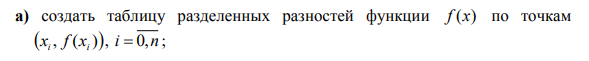 а) создать таблицу разделенных разностей функции f(x) по точкам
(xᵢ, f(xᵢ)), i = 0,n̅;